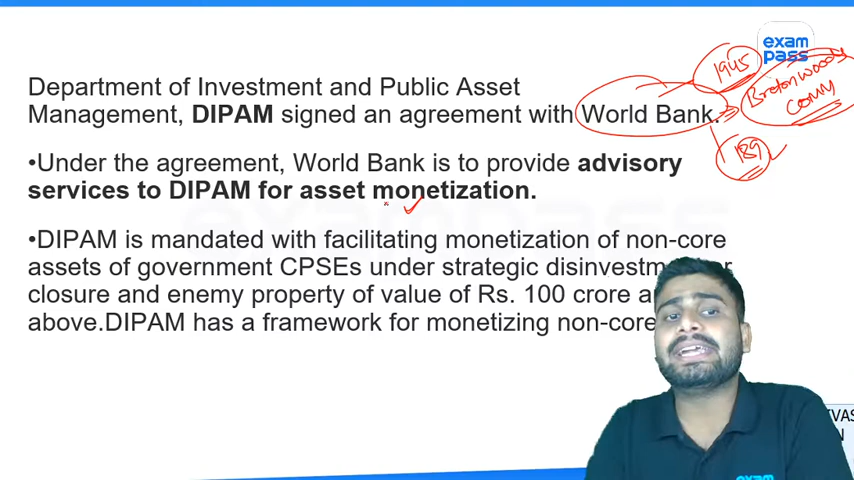 exam
pass
1945
Department of Investment and Public Asset
Management, DIPAM signed an agreement with World Bank.
189
•Under the agreement, World Bank is to provide advisory
services to DIPAM for asset monetization.
exampass
•DIPAM is mandated with facilitating monetization of non-core
assets of government CPSEs under strategic
closure and enemy property of value of Rs. 100 crore
above.DIPAM has a framework for monetizing non-core
exam